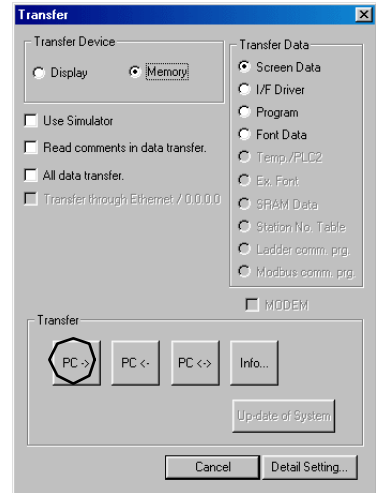 Transfer
Transfer Device
Display
Memory
Use Simulator
Read comments in data transfer.
All data transfer.
Transfer through Ethernet / 0.0.0.0
Transfer Data
Screen Data
I/F Driver
Program
Font Data
Temp./PLC2
Ex. Font
SRAM Data
Station No. Table
Ladder comm. prg.
Modbus comm. prg.
MODEM
Transfer
PC ->
PC <-
PC <->
Info...
Up-date of System
Cancel
Detail Setting...